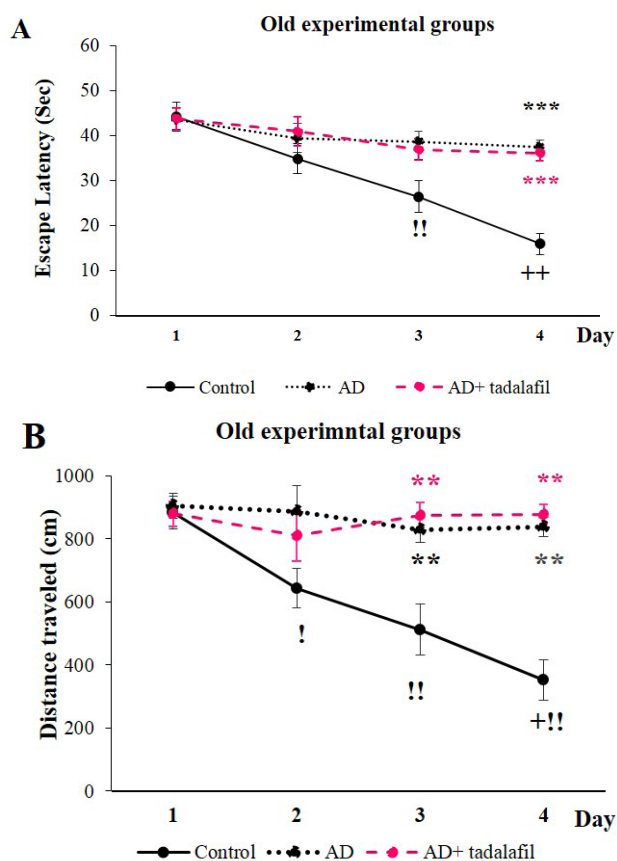 A
Old experimental groups
Escape Latency (Sec)
60
50
40
30
20
10
0
***
***
!!
++
1 2 3 4 Day
Control AD AD+ tadalafil
B
Old experimntal groups
Distance traveled (cm)
1000
800
600
400
200
0
** **
** **
!
!!
+!!
1 2 3 4 Day
Control AD AD+ tadalafil